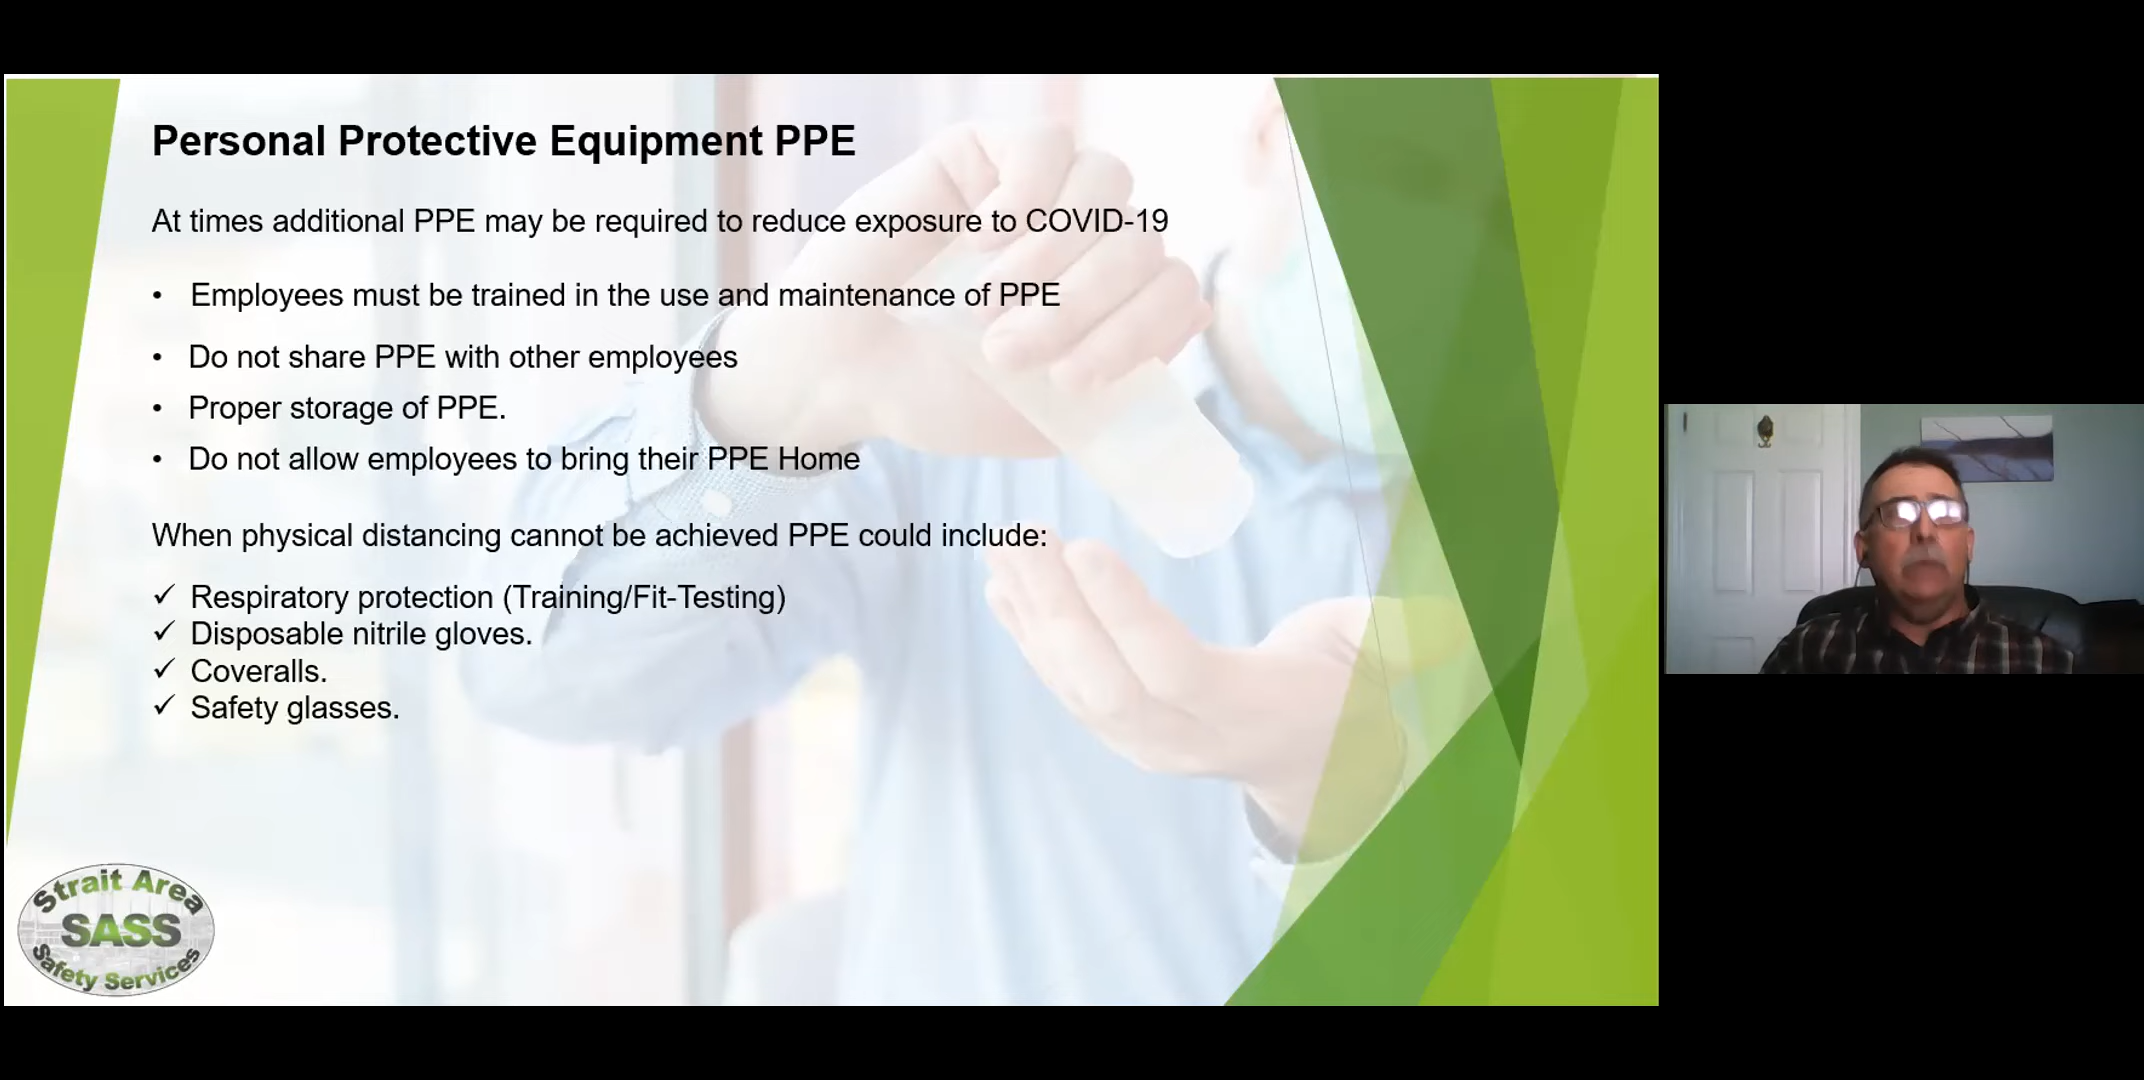 Personal Protective Equipment PPE
At times additional PPE may be required to reduce exposure to COVID-19
• Employees must be trained in the use and maintenance of PPE
• Do not share PPE with other employees
• Proper storage of PPE.
• Do not allow employees to bring their PPE Home
When physical distancing cannot be achieved PPE could include:
✓ Respiratory protection (Training/Fit-Testing)
✓ Disposable nitrile gloves.
✓ Coveralls.
✓ Safety glasses.
Strait Area
SASS
Safety Services